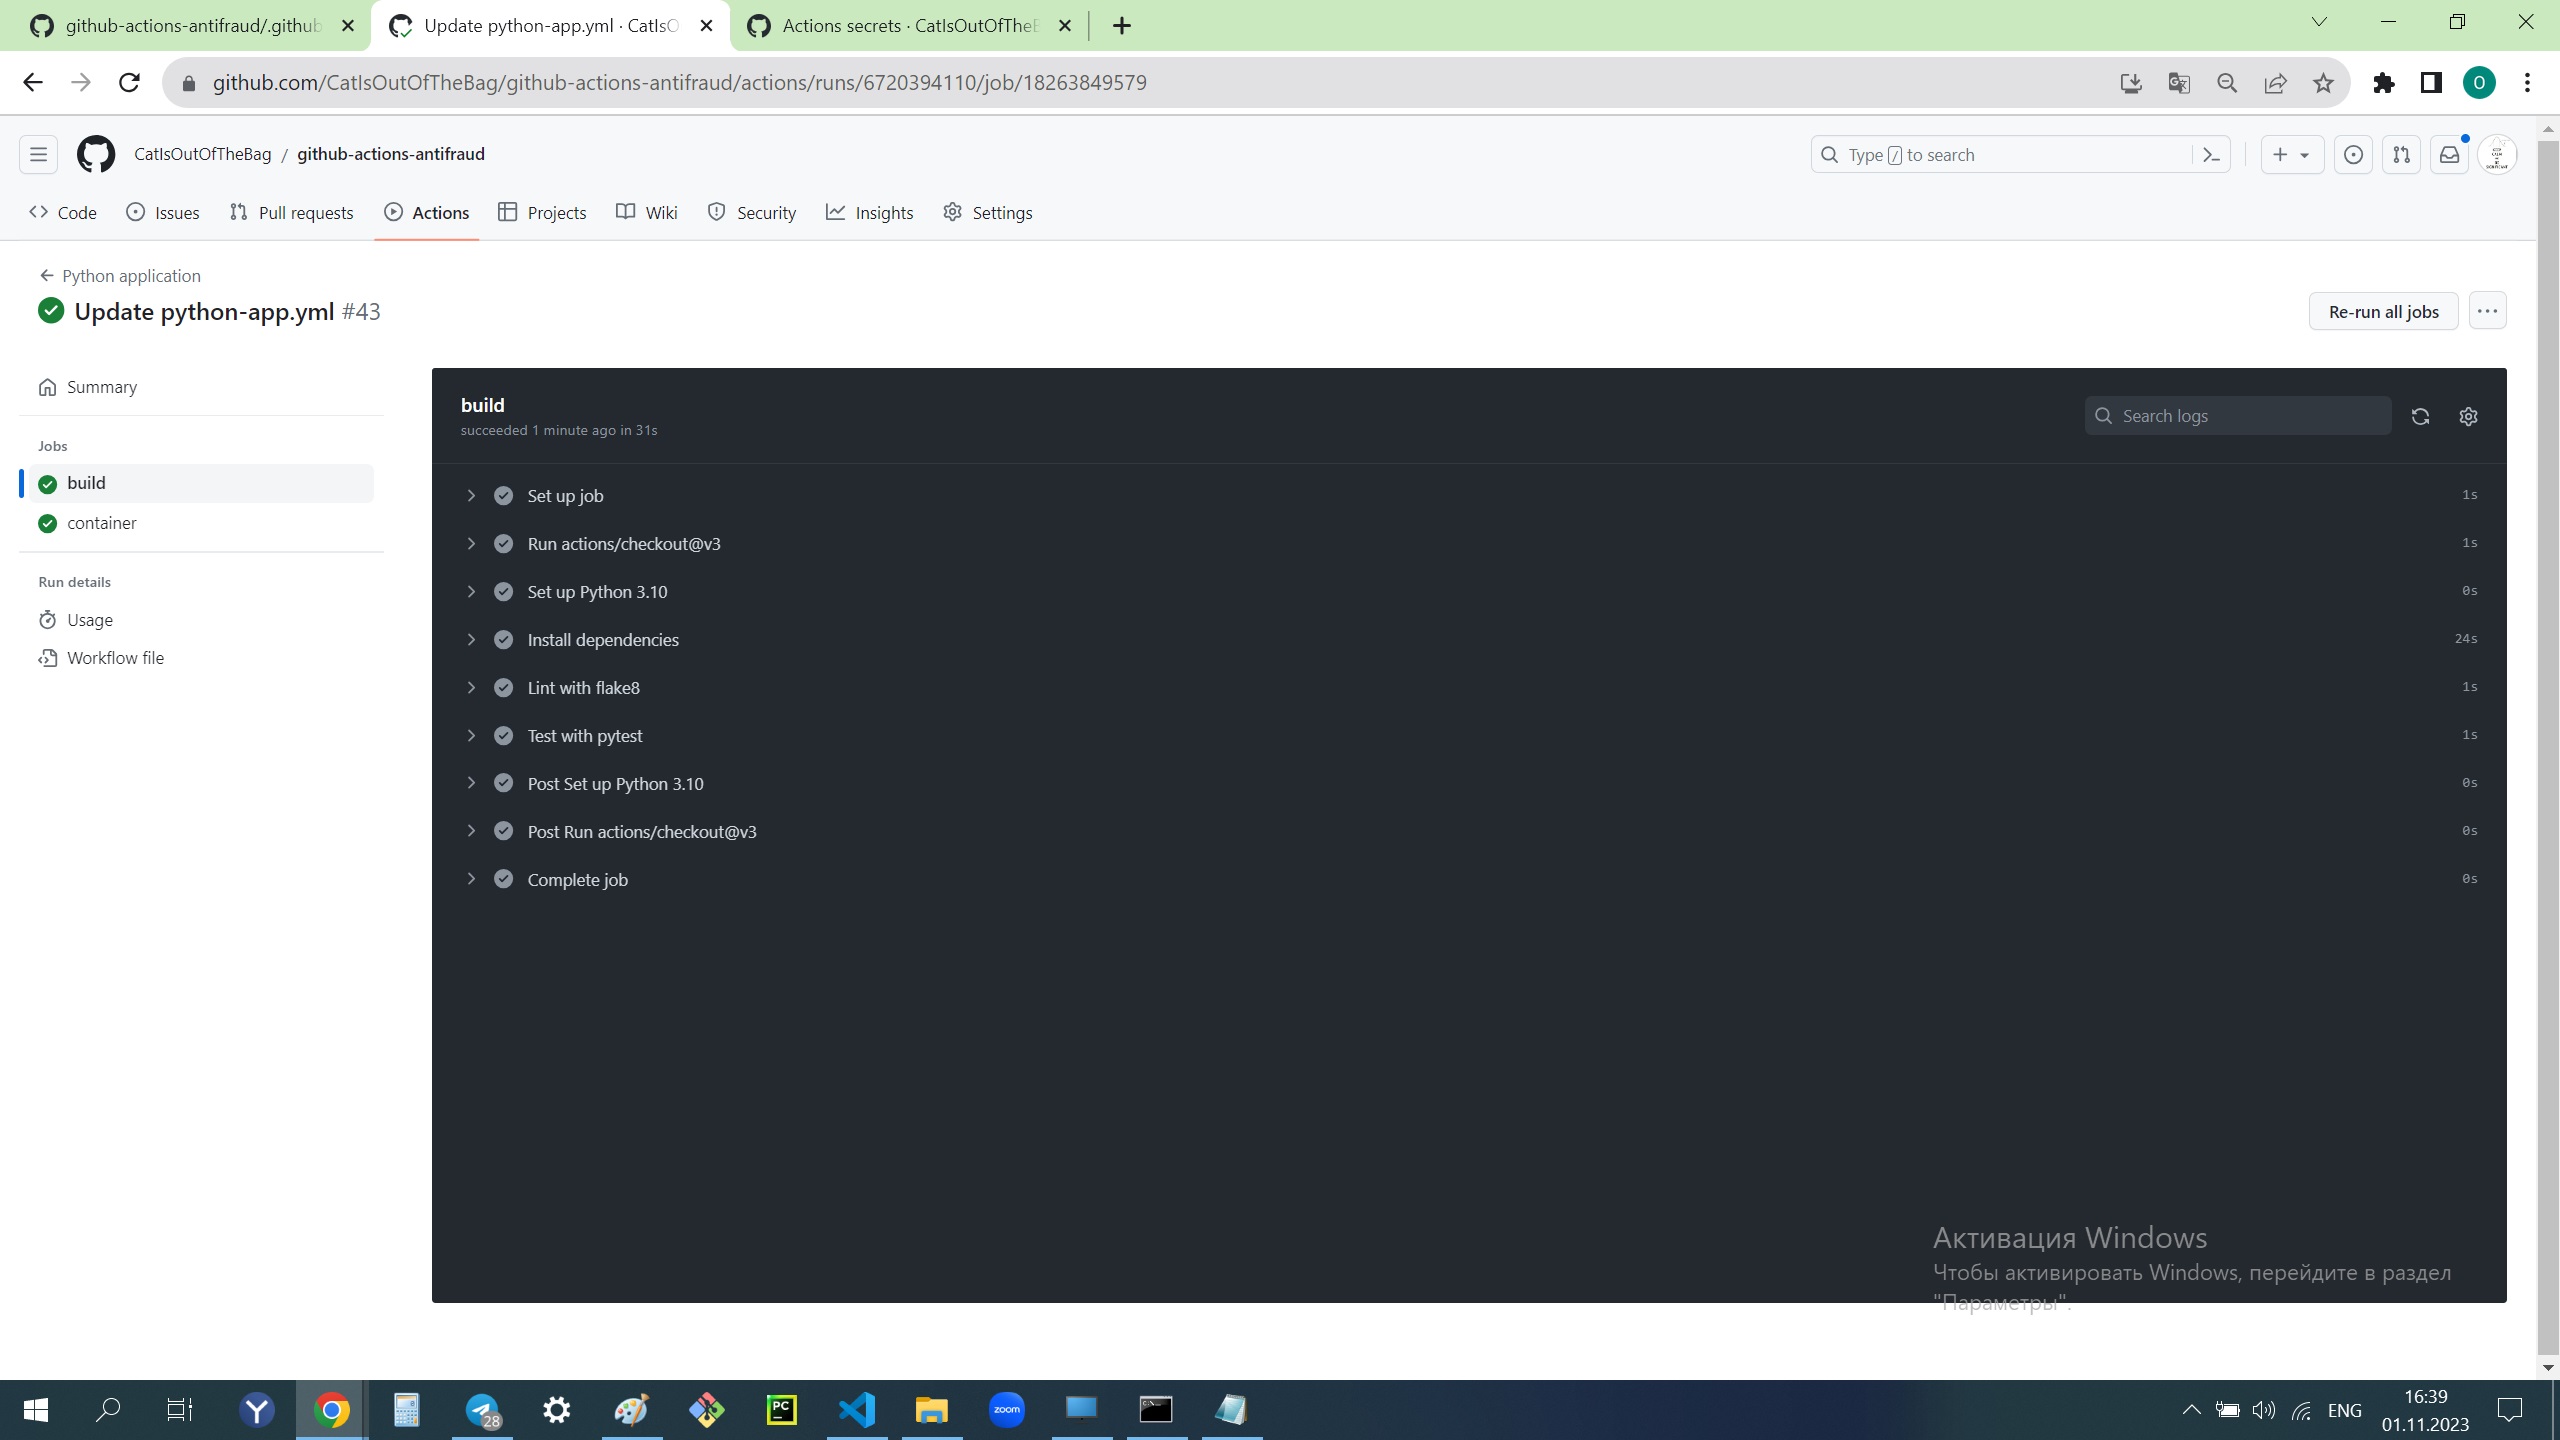 github-actions-antifraud/.github
Update python-app.yml · CatIsO
Actions secrets · CatIsOutOfTheB
github.com/CatIsOutOfTheBag/github-actions-antifraud/actions/runs/6720394110/job/18263849579
O
CatIsOutOfTheBag / github-actions-antifraud
Type / to search
Code
Issues
Pull requests
Actions
Projects
Wiki
Security
Insights
Settings
Python application
Update python-app.yml #43
Re-run all jobs
Summary
Jobs
build
container
Run details
Usage
Workflow file
build
succeeded 1 minute ago in 31s
Search logs
Set up job 1s
Run actions/checkout@v3 1s
Set up Python 3.10 0s
Install dependencies 24s
Lint with flake8 1s
Test with pytest 1s
Post Set up Python 3.10 0s
Post Run actions/checkout@v3 0s
Complete job 0s
Активация Windows
Чтобы активировать Windows, перейдите в раздел
"Параметры".
28
PC
zoom
ENG
16:39
01.11.2023